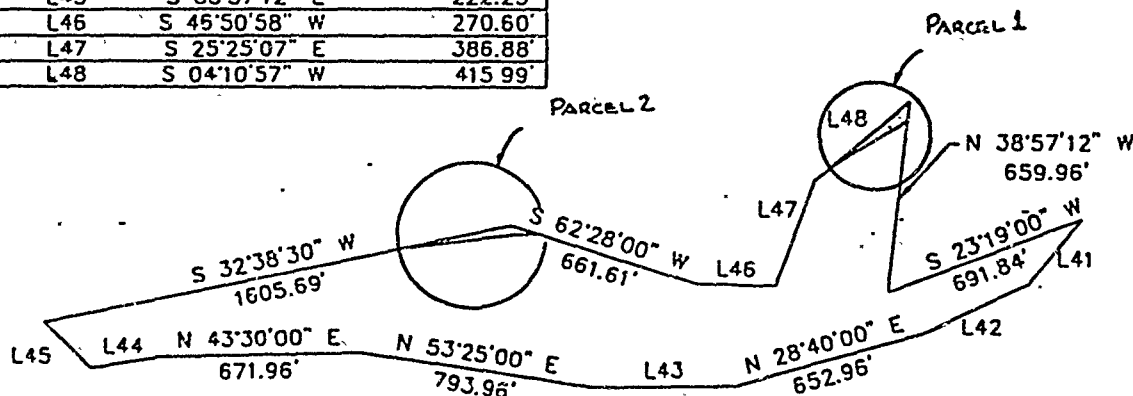 L46 S 45°50'58" W 270.60'
L47 S 25°25'07" E 386.88'
L48 S 04°10'57" W 415 99'
PARCEL 1
PARCEL 2
L48
N 38°57'12" W
659.96'
L47
S 62°28'00" W
661.61'
S 23°19'00" W
691.84'
L41
S 32°38'30" W
1605.69'
L46
L42
L45
L44
N 43°30'00" E
671.96'
N 53°25'00" E
793.96'
L43
N 28°40'00" E
652.96'